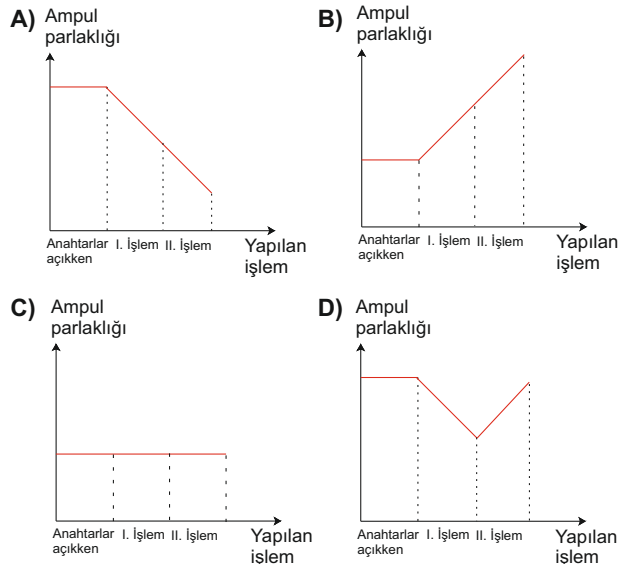 A) Ampul
parlaklığı
Anahtarlar
açıkken
I. İşlem
II. İşlem
Yapılan
işlem
B) Ampul
parlaklığı
Anahtarlar
açıkken
I. İşlem
II. İşlem
Yapılan
işlem
C) Ampul
parlaklığı
Anahtarlar
açıkken
I. İşlem
II. İşlem
Yapılan
işlem
D) Ampul
parlaklığı
Anahtarlar
açıkken
I. İşlem
II. İşlem
Yapılan
işlem